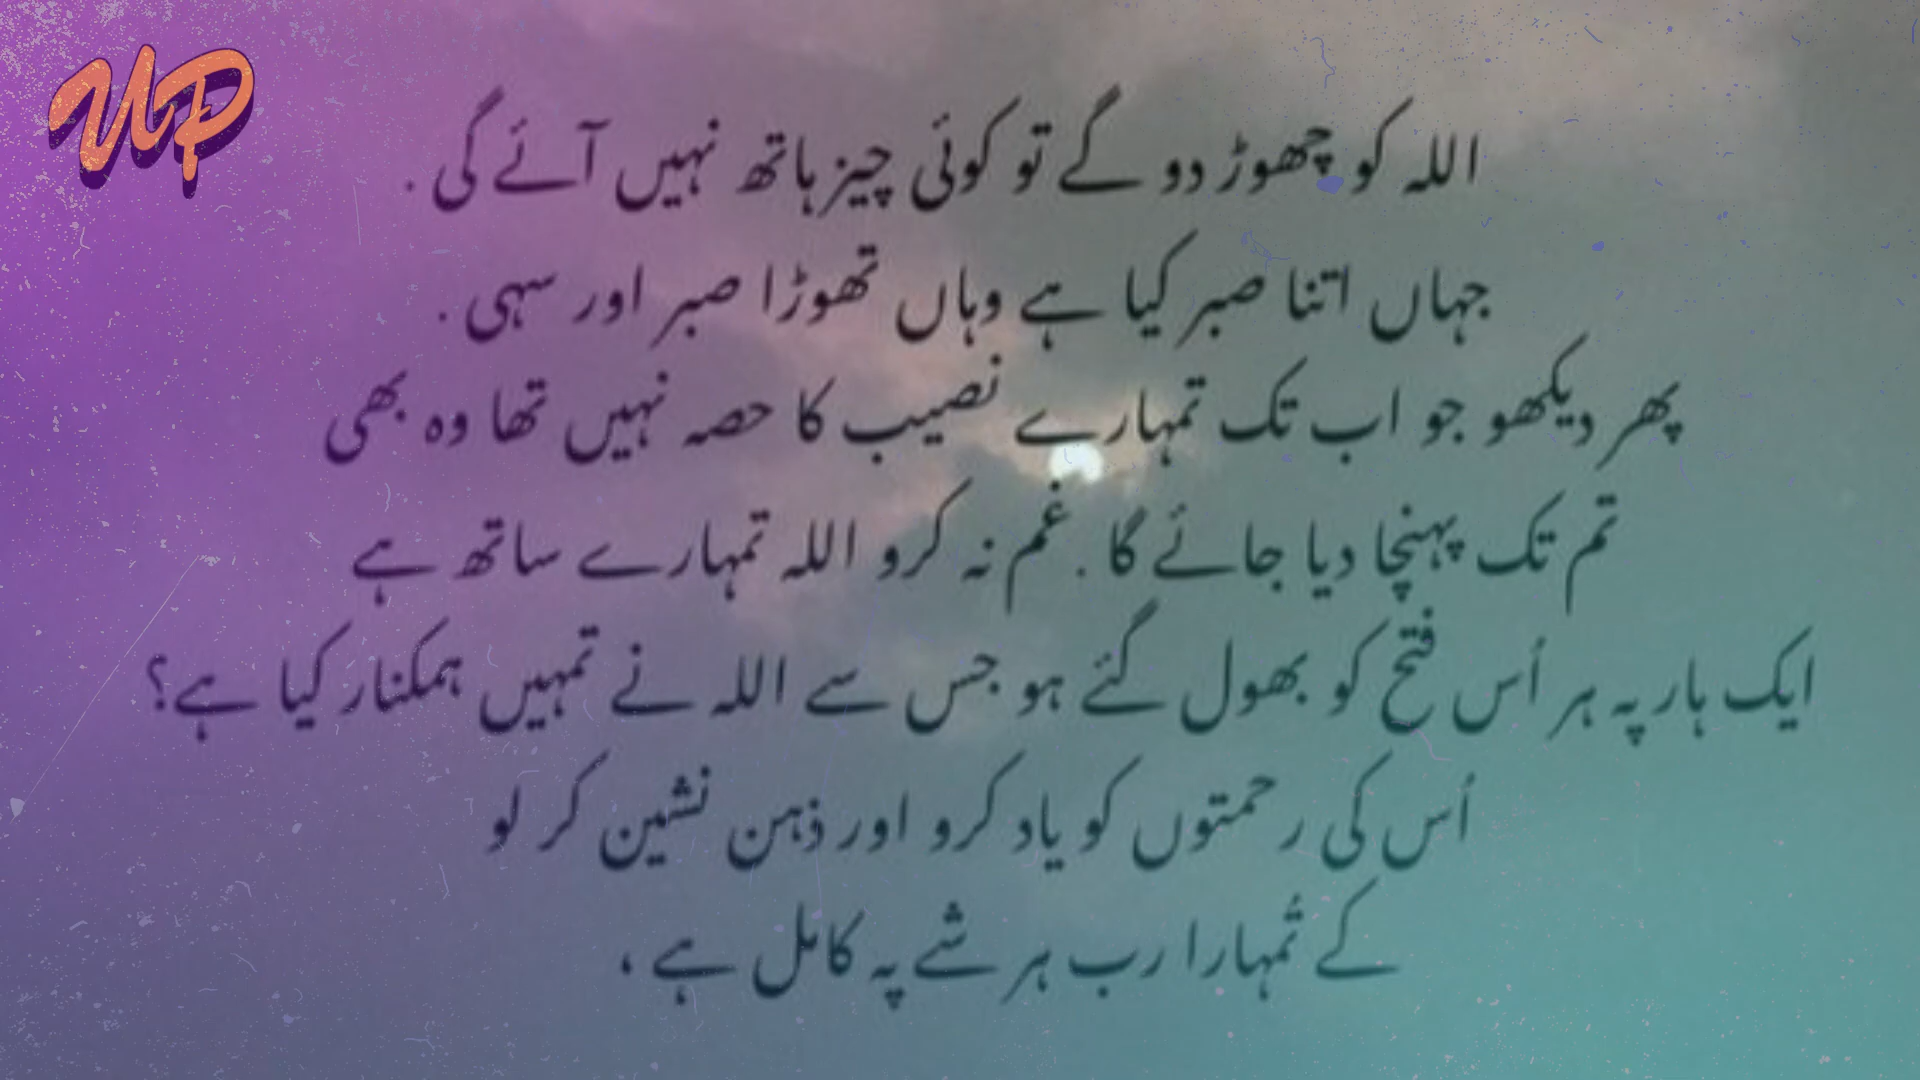 UP
الله کو چھوڑ دو گے تو کوئی چیز ہاتھ نہیں آئے گی .
جہاں اتنا صبر کیا ہے وہاں تھوڑا صبر اور سہی .
پھر دیکھو جو اب تک تمہارے نصیب کا حصہ نہیں تھا وہ بھی
تم تک پہنچا دیا جائے گا . غم نہ کرو الله تمہارے ساتھ ہے
ایک ہار پہ ہر اُس فتح کو بھول گئے ہو جس سے الله نے تمہیں ہمکنار کیا ہے؟
اُس کی رحمتوں کو یاد کرو اور ذہن نشین کر لو
کے تُمہارا رب ہر شے پہ کامل ہے ،